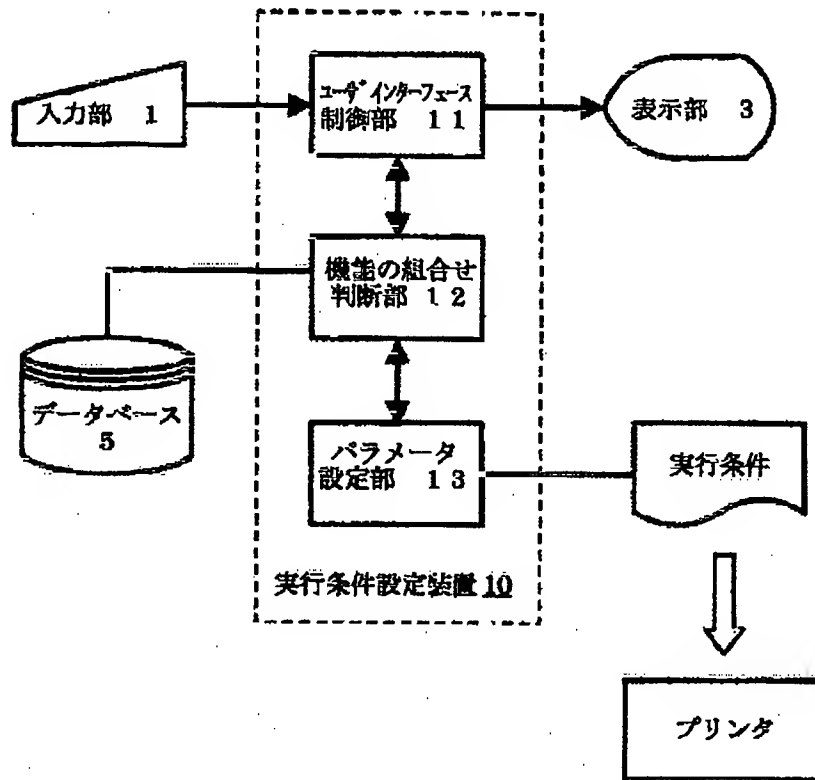 入力部 1
ユーザインターフェース
制御部 11
表示部 3
機能の組合せ
判断部 12
データベース
5
パラメータ
設定部 13
実行条件
実行条件設定装置 10
プリンタ